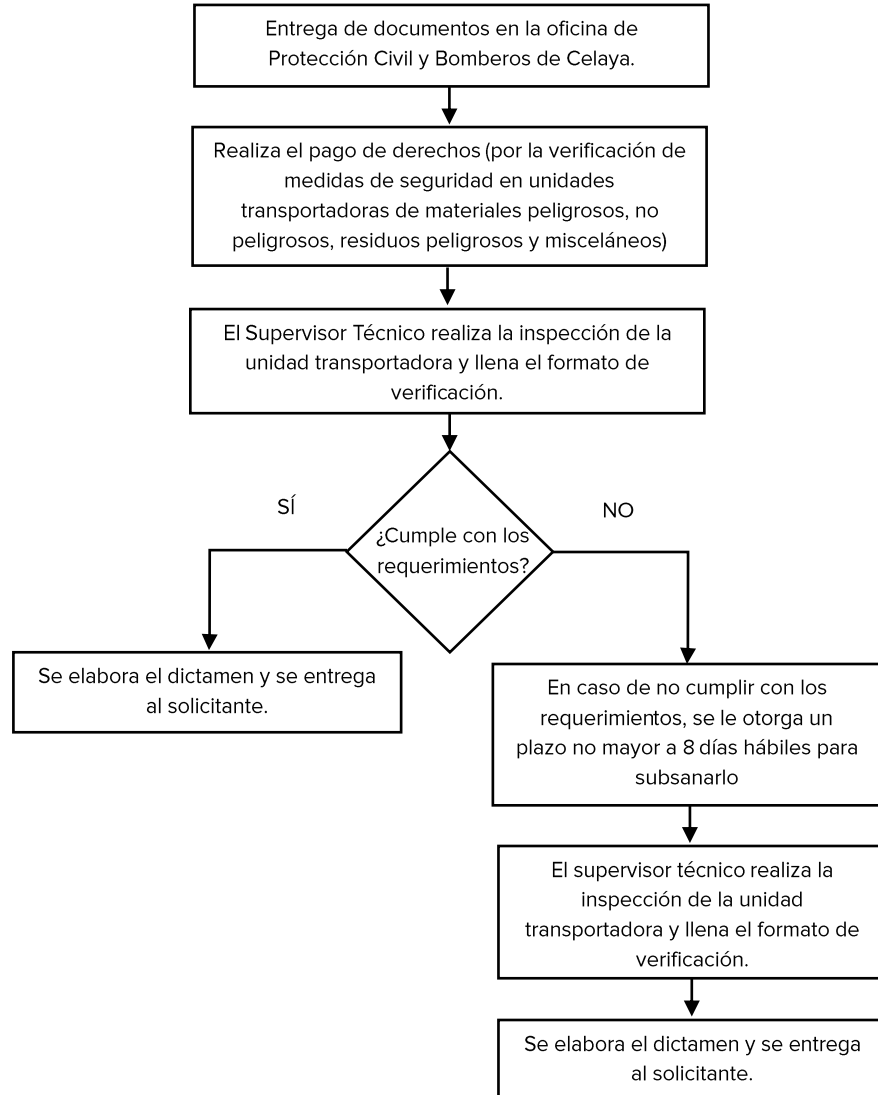 Entrega de documentos en la oficina de
Protección Civil y Bomberos de Celaya.
Realiza el pago de derechos (por la verificación de
medidas de seguridad en unidades
transportadoras de materiales peligrosos, no
peligrosos, residuos peligrosos y misceláneos)
El Supervisor Técnico realiza la inspección de la
unidad transportadora y llena el formato de
verificación.
¿Cumple con los
requerimientos?
SÍ
NO
Se elabora el dictamen y se entrega
al solicitante.
En caso de no cumplir con los
requerimientos, se le otorga un
plazo no mayor a 8 días hábiles para
subsanarlo
El supervisor técnico realiza la
inspección de la unidad
transportadora y llena el formato de
verificación.
Se elabora el dictamen y se entrega
al solicitante.